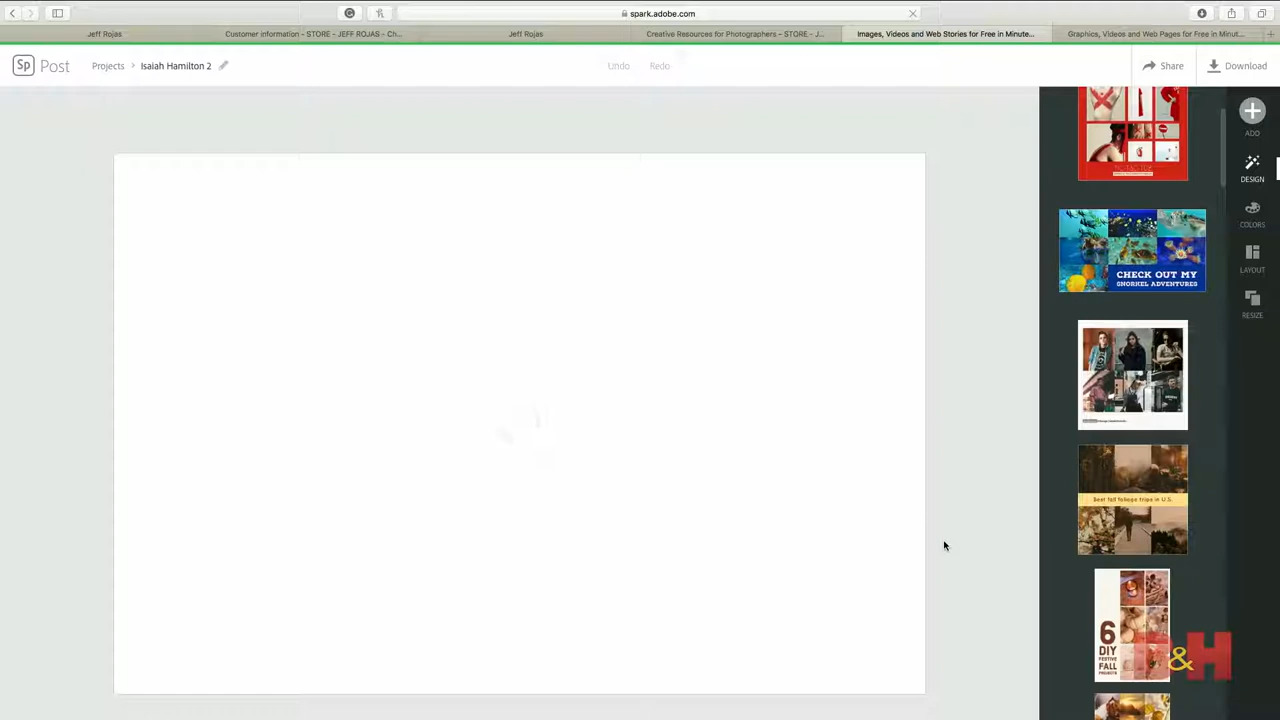 spark.adobe.com
Jeff Rojas
Customer information - STORE - JEFF ROJAS - Ch...
Jeff Rojas
Creative Resources for Photographers - STORE - J...
Images, Videos and Web Stories for Free in Minute...
Graphics, Videos and Web Pages for Free in Minut...
Sp Post
Projects > Isaiah Hamilton 2
Undo
Redo
Share
Download
ADD
DESIGN
COLORS
LAYOUT
RESIZE
CHECK OUT MY
SNORKEL ADVENTURES
Best fall foliage trips in U.S.
6
DIY
FESTIVE
FALL
PROJECTS
&H